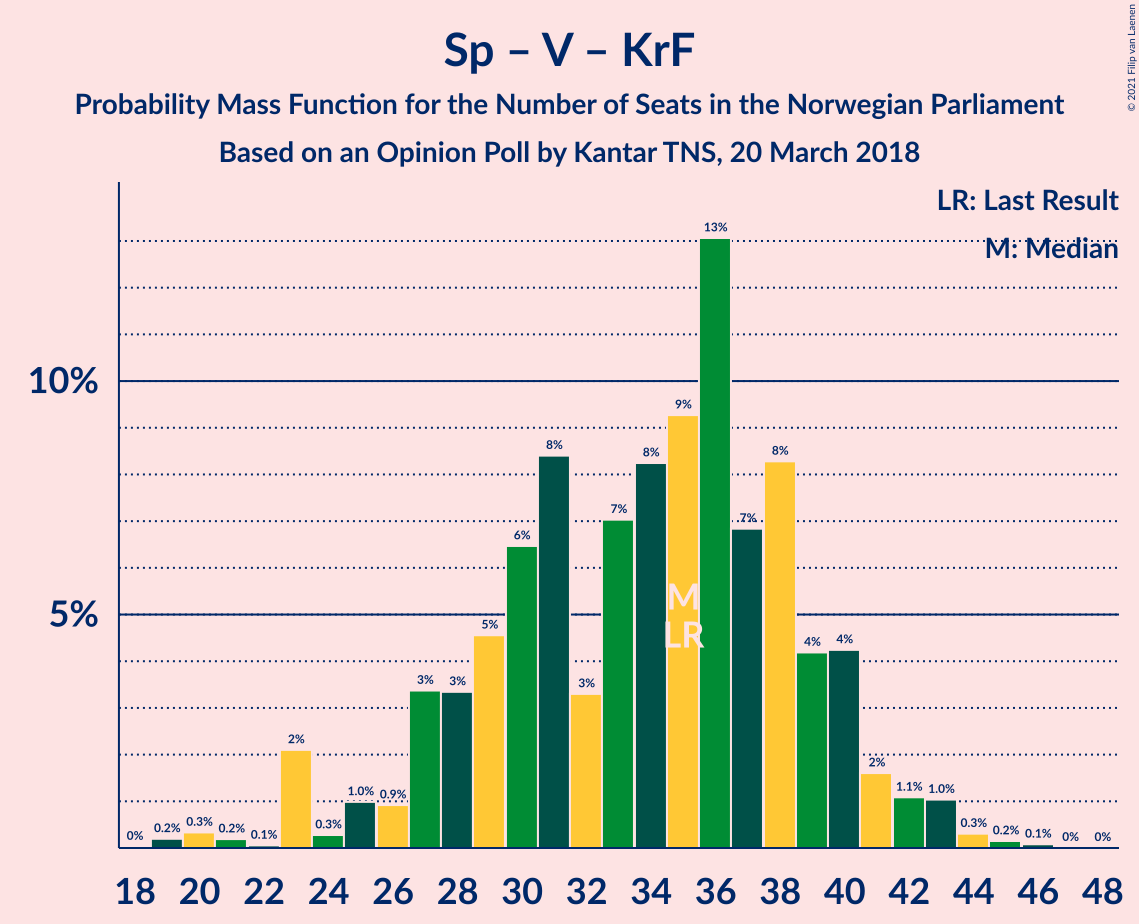 © 2021 Filip van Laenen
Sp – V – KrF
Probability Mass Function for the Number of Seats in the Norwegian Parliament
Based on an Opinion Poll by Kantar TNS, 20 March 2018
LR: Last Result
M: Median
10%
5%
0% 0.2% 0.3% 0.2% 0.1% 2% 0.3% 1.0% 0.9% 3% 3% 5% 6% 8% 3% 7% 8% 9% 13% 7% 8% 4% 4% 2% 1.1% 1.0% 0.3% 0.2% 0.1% 0% 0%
M
LR
18 20 22 24 26 28 30 32 34 36 38 40 42 44 46 48